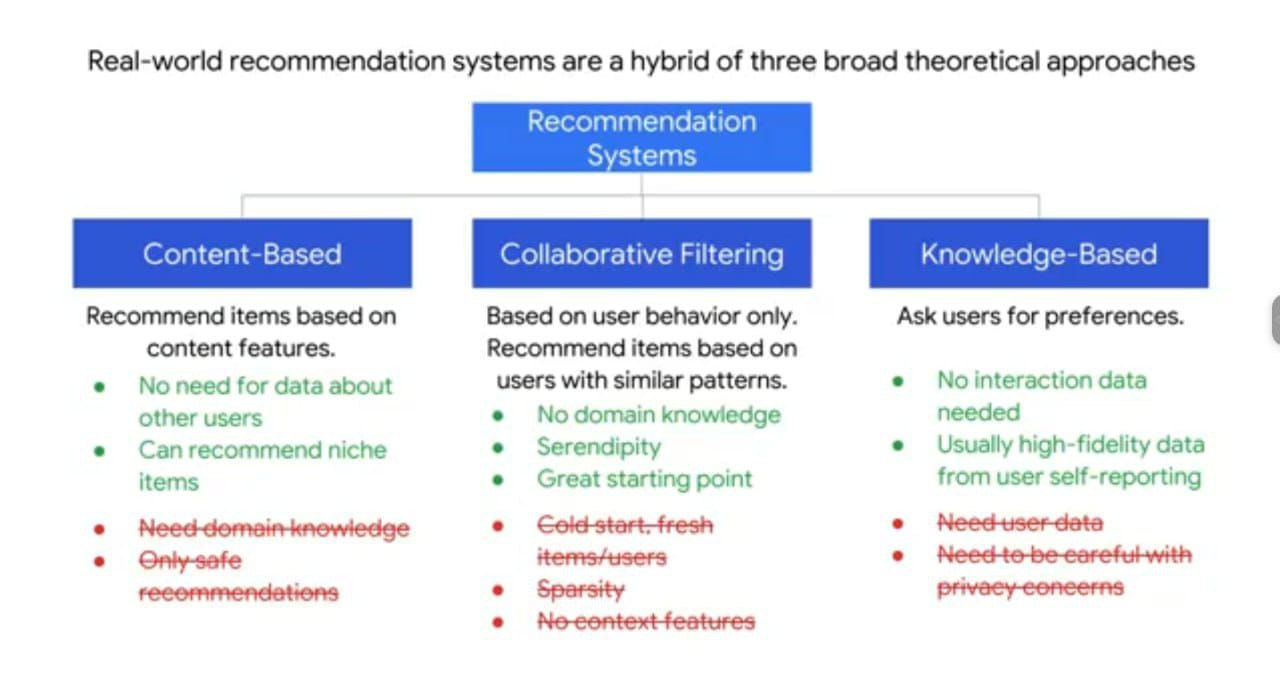 Real-world recommendation systems are a hybrid of three broad theoretical approaches
Recommendation
Systems
Content-Based
Recommend items based on
content features.
No need for data about
other users
Can recommend niche
items
Need domain knowledge
Only safe
recommendations
Collaborative Filtering
Based on user behavior only.
Recommend items based on
users with similar patterns.
No domain knowledge
Serendipity
Great starting point
Cold start, fresh
items/users
Sparsity
No context features
Knowledge-Based
Ask users for preferences.
No interaction data
needed
Usually high-fidelity data
from user self-reporting
Need user data
Need to be careful with
privacy concerns